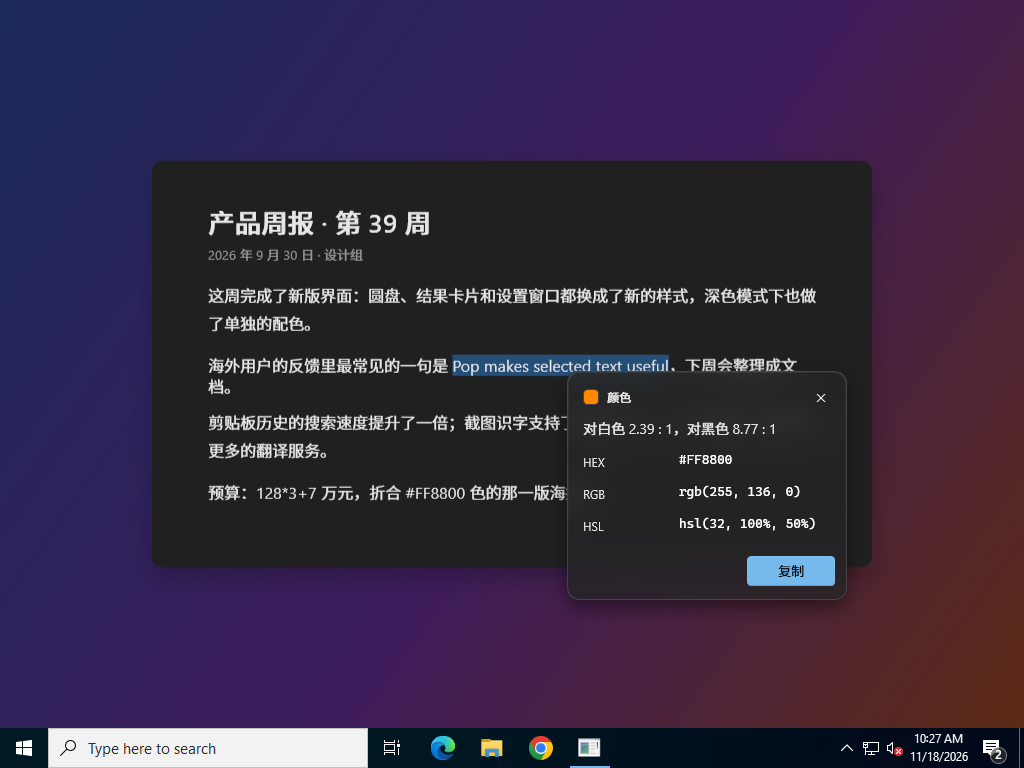 产品周报 · 第 39 周
2026 年 9 月 30 日 · 设计组
这周完成了新版界面：圆盘、结果卡片和设置窗口都换成了新的样式，深色模式下也做
了单独的配色。
海外用户的反馈里最常见的一句是 Pop makes selected text useful，下周会整理成文
档。
剪贴板历史的搜索速度提升了一倍；截图识字支持了
更多的翻译服务。
预算：128*3+7 万元，折合 #FF8800 色的那一版海
颜色
对白色 2.39 : 1，对黑色 8.77 : 1
HEX #FF8800
RGB rgb(255, 136, 0)
HSL hsl(32, 100%, 50%)
复制
Type here to search
10:27 AM
11/18/2026
2